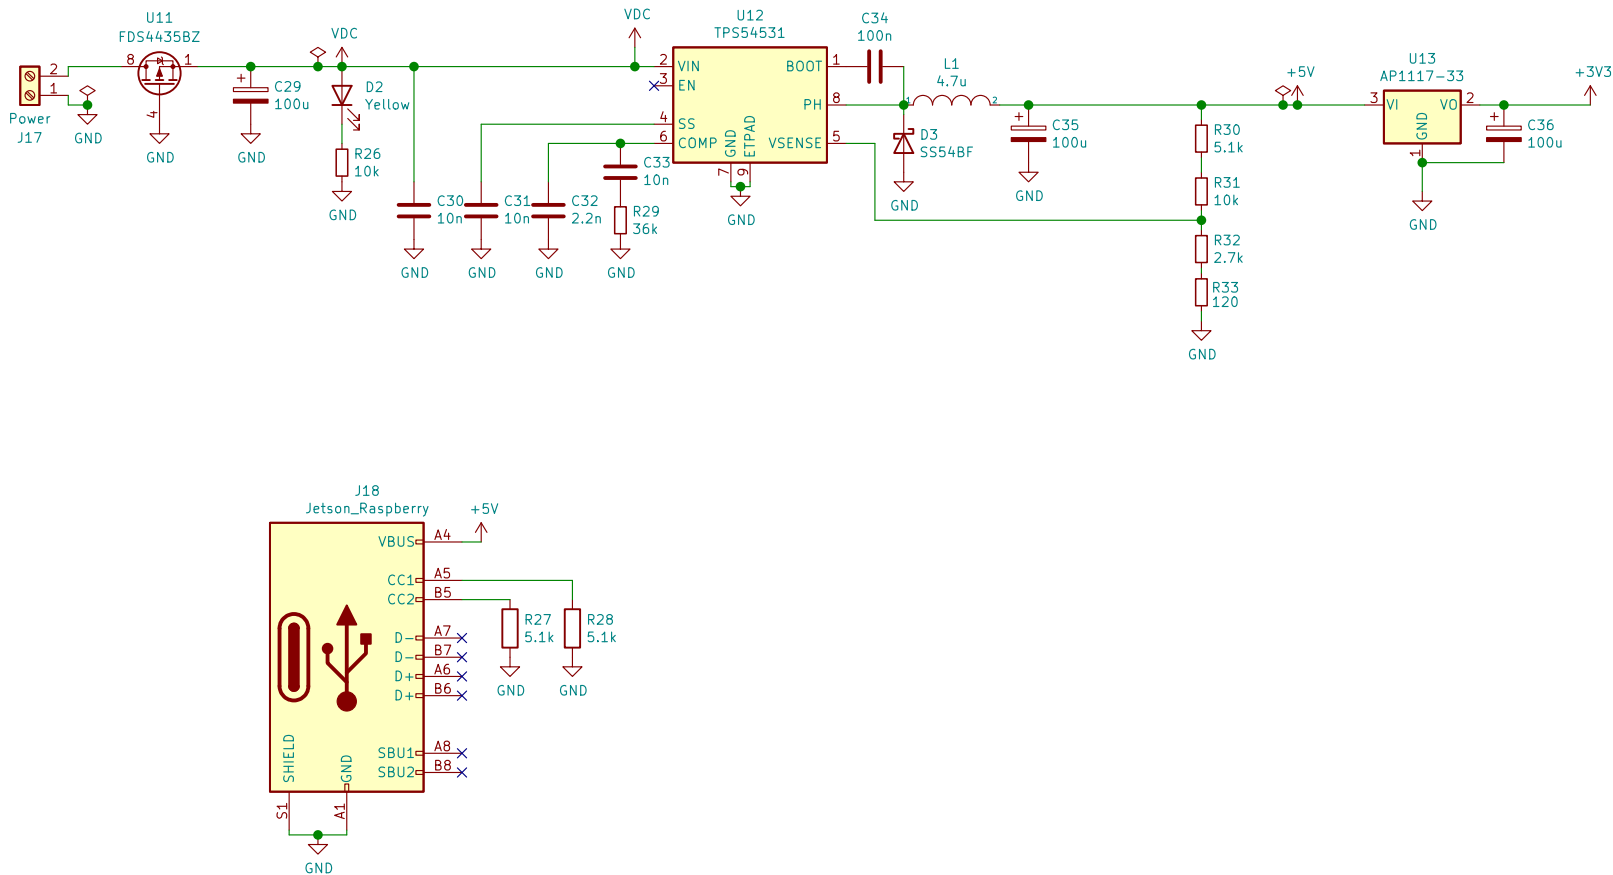 U11
FDS4435BZ
8
1
4
GND
2
1
Power
J17
GND
C29
100u
GND
VDC
D2
Yellow
R26
10k
GND
C30
10n
GND
C31
10n
GND
C32
2.2n
GND
C33
10n
R29
36k
GND
VDC
U12
TPS54531
2
VIN
3
EN
4
SS
6
COMP
BOOT
1
PH
8
VSENSE
5
GND
7
ETPAD
9
GND
C34
100n
L1
4.7u
1
2
D3
SS54BF
GND
C35
100u
GND
R30
5.1k
R31
10k
R32
2.7k
R33
120
GND
+5V
U13
AP1117-33
3
VI
VO
2
GND
1
GND
C36
100u
+3V3
J18
Jetson_Raspberry
VBUS
A4
+5V
CC1
A5
CC2
B5
R27
5.1k
GND
R28
5.1k
GND
D-
A7
D-
B7
D+
A6
D+
B6
SBU1
A8
SBU2
B8
SHIELD
S1
GND
A1
GND